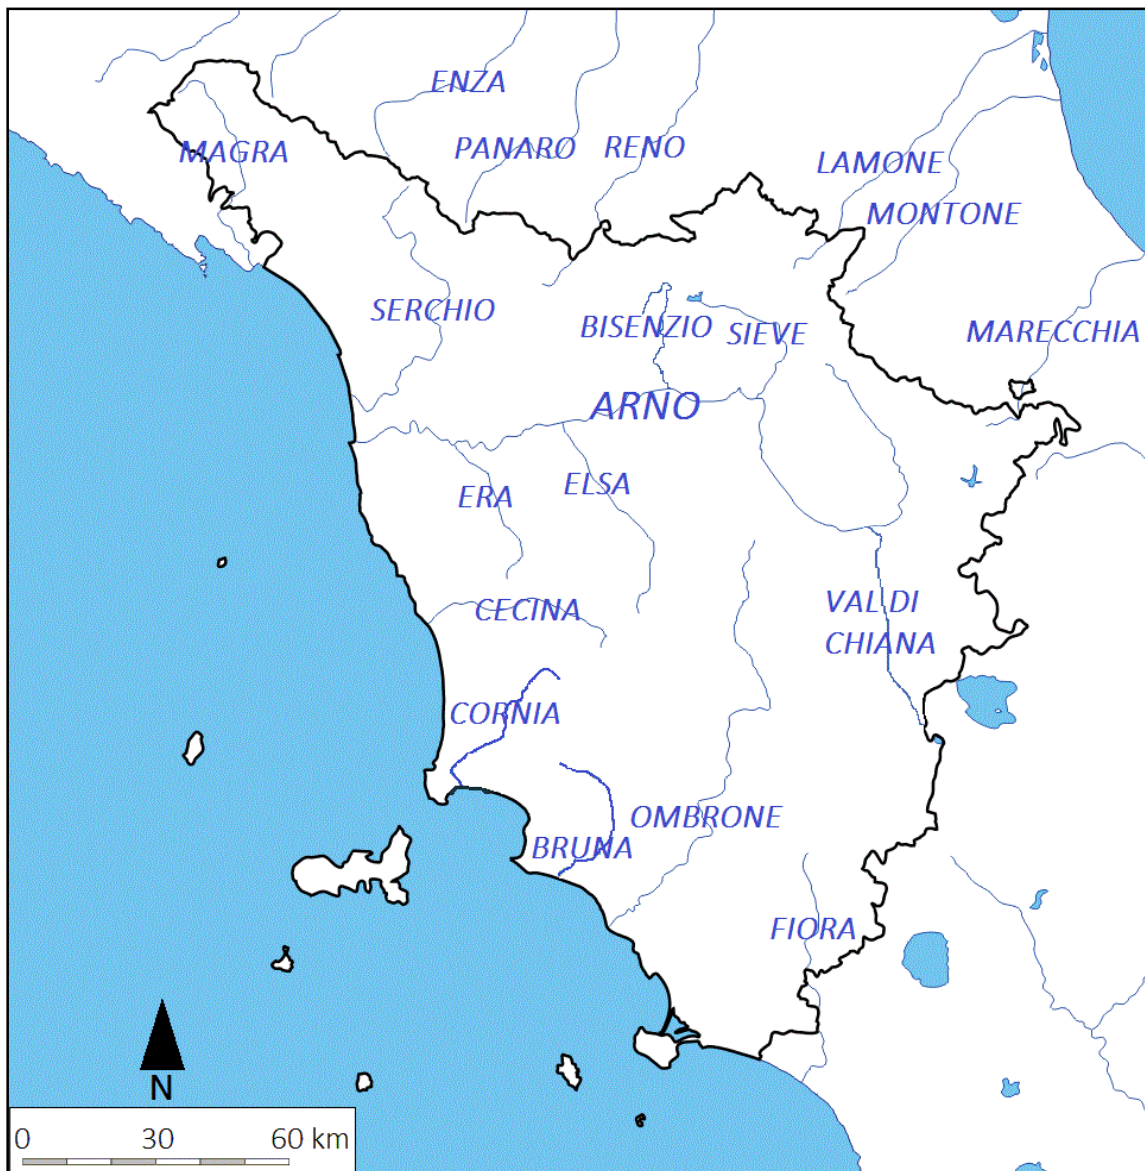 ENZA
MAGRA
PANARO
RENO
LAMONE
MONTONE
SERCHIO
BISENZIO
SIEVE
MARECCHIA
ARNO
ERA
ELSA
CECINA
VAL DI
CHIANA
CORNIA
OMBRONE
BRUNA
FIORA
N
0 30 60 km